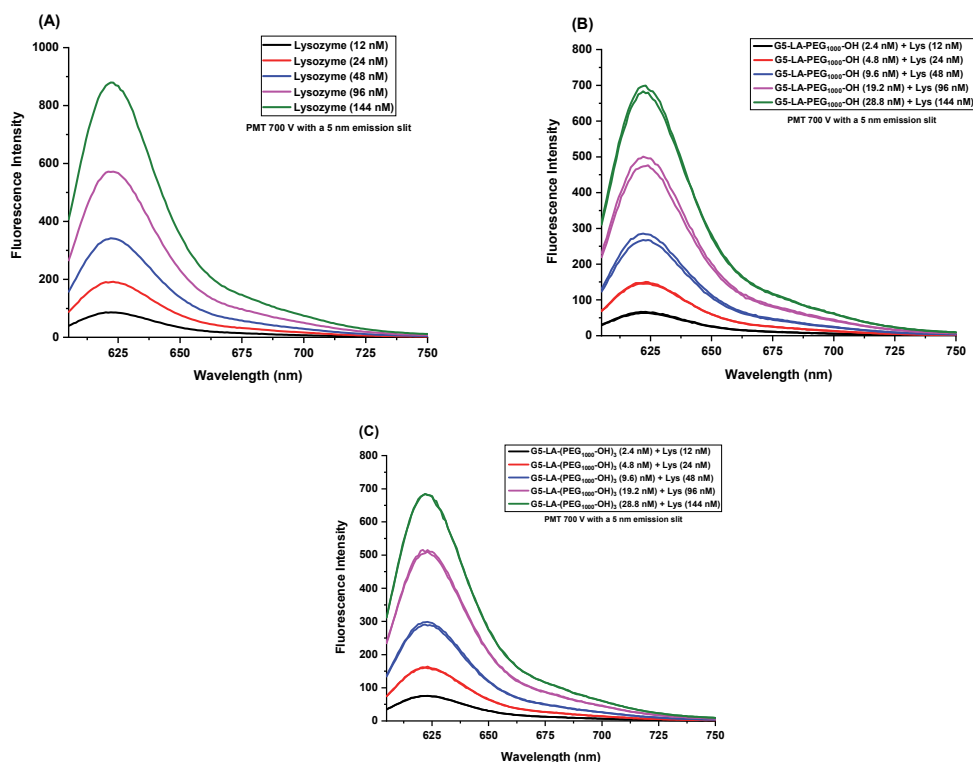 (A)
1000
800
600
400
200
0
Fluorescence Intensity
Lysozyme (12 nM)
Lysozyme (24 nM)
Lysozyme (48 nM)
Lysozyme (96 nM)
Lysozyme (144 nM)
PMT 700 V with a 5 nm emission slit
625 650 675 700 725 750
Wavelength (nm)
(B)
800
700
600
500
400
300
200
100
0
Fluorescence Intensity
G5-LA-PEG₁₀₀₀-OH (2.4 nM) + Lys (12 nM)
G5-LA-PEG₁₀₀₀-OH (4.8 nM) + Lys (24 nM)
G5-LA-PEG₁₀₀₀-OH (9.6 nM) + Lys (48 nM)
G5-LA-PEG₁₀₀₀-OH (19.2 nM) + Lys (96 nM)
G5-LA-PEG₁₀₀₀-OH (28.8 nM) + Lys (144 nM)
PMT 700 V with a 5 nm emission slit
625 650 675 700 725 750
Wavelength (nm)
(C)
800
700
600
500
400
300
200
100
0
Fluorescence Intensity
G5-LA-(PEG₁₀₀₀-OH)₃ (2.4 nM) + Lys (12 nM)
G5-LA-(PEG₁₀₀₀-OH)₃ (4.8 nM) + Lys (24 nM)
G5-LA-(PEG₁₀₀₀-OH)₃ (9.6) nM) + Lys (48 nM)
G5-LA-(PEG₁₀₀₀-OH)₃ (19.2 nM) + Lys (96 nM)
G5-LA-(PEG₁₀₀₀-OH)₃ (28.8 nM) + Lys (144 nM)
PMT 700 V with a 5 nm emission slit
625 650 675 700 725 750
Wavelength (nm)